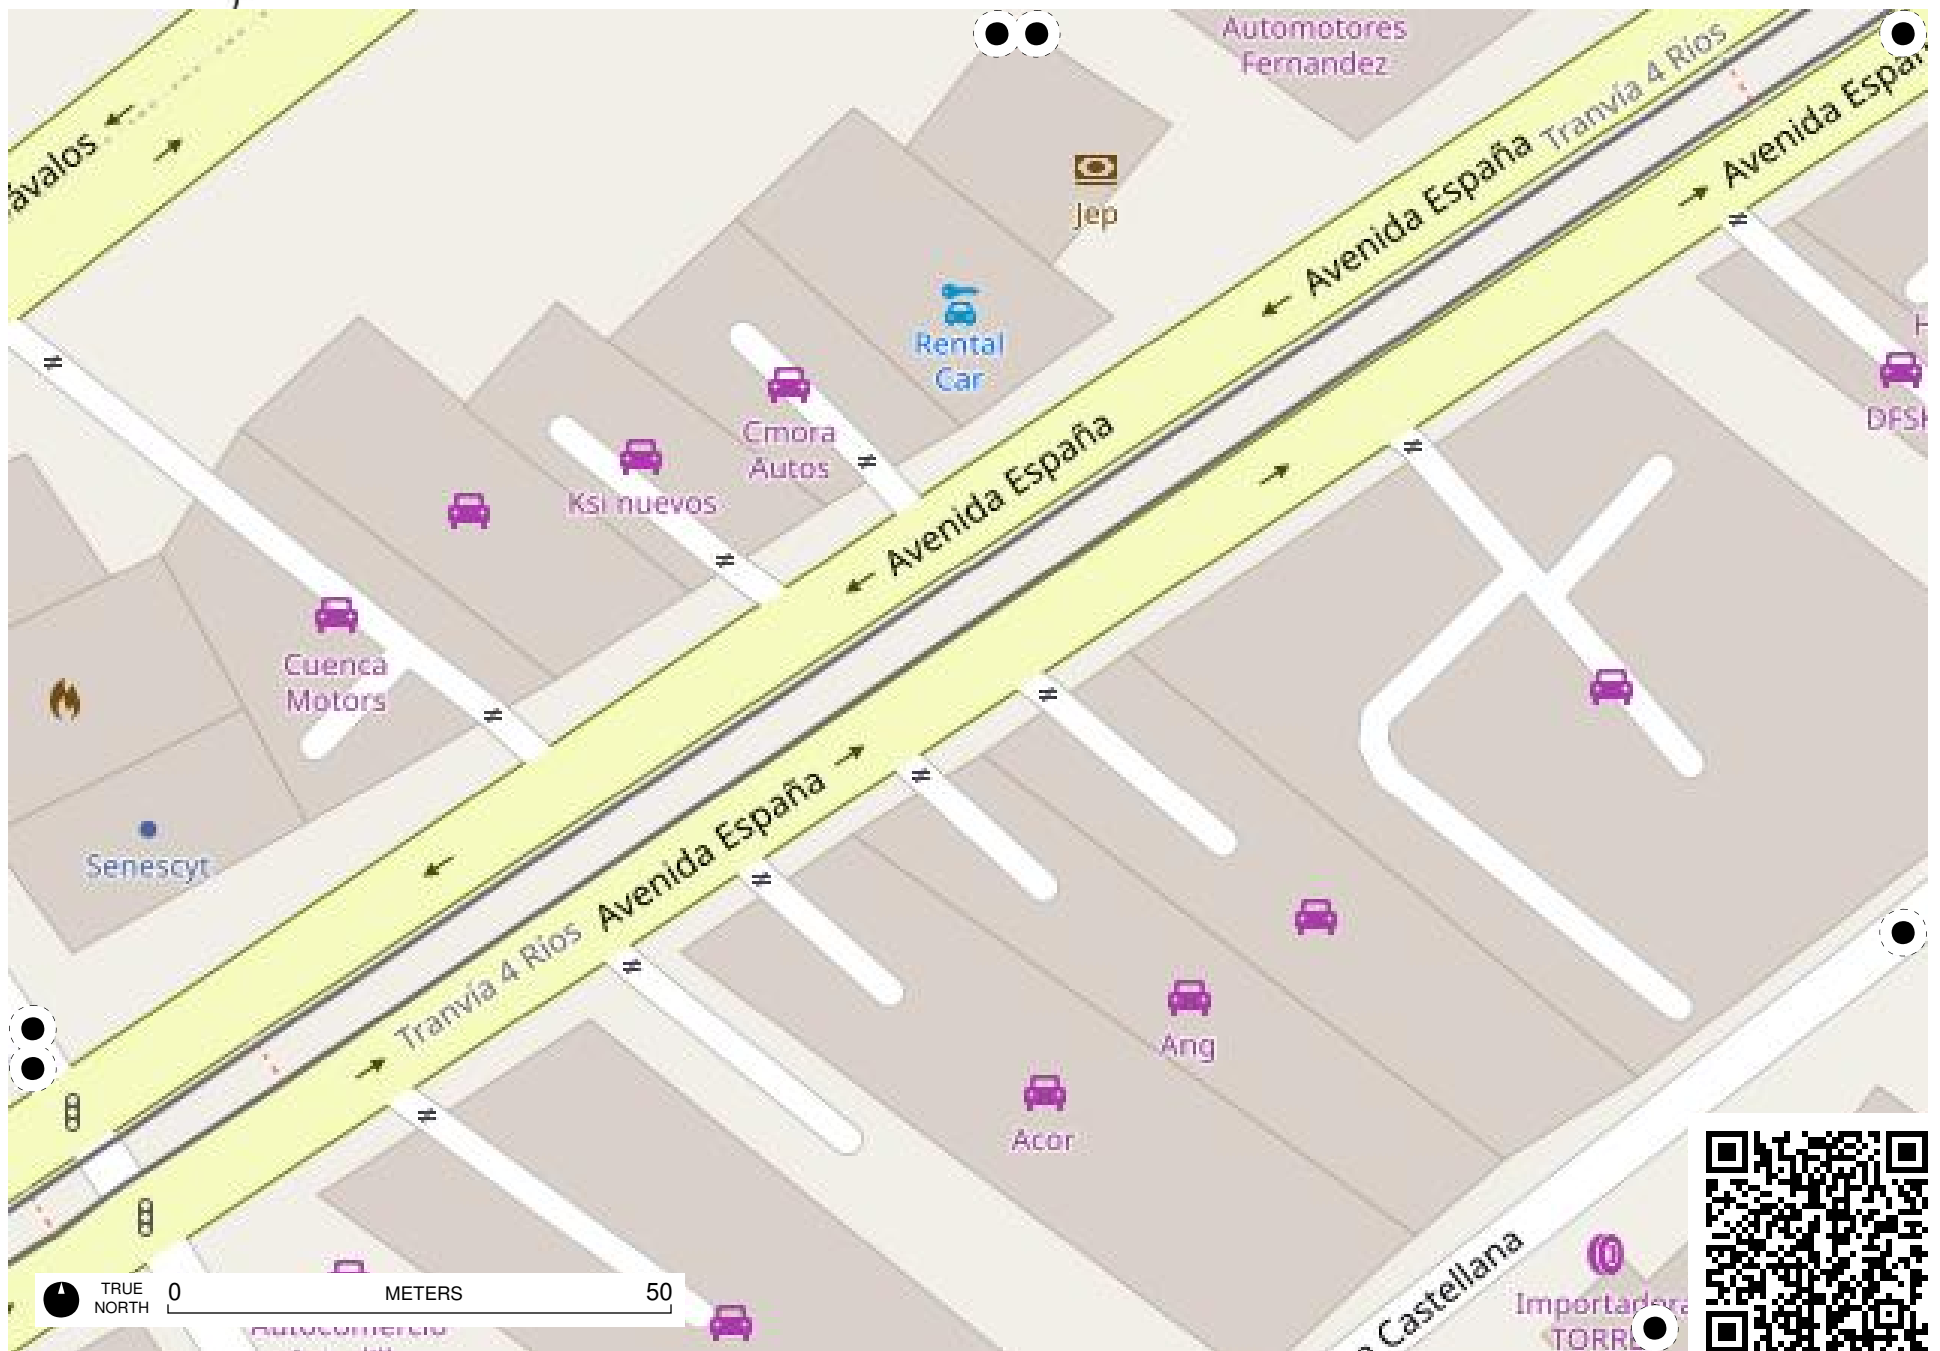 Automotores
Fernandez
Tranvía 4 Ríos
Avenida España
Avenida España
Jep
Rental
Car
Cmora
Autos
Ksi nuevos
Avenida España
Cuenca
Motors
Senescyt
Avenida España
Tranvía 4 Ríos
Ang
Acor
Castellana
Importadora
TRUE
NORTH
0
METERS
50